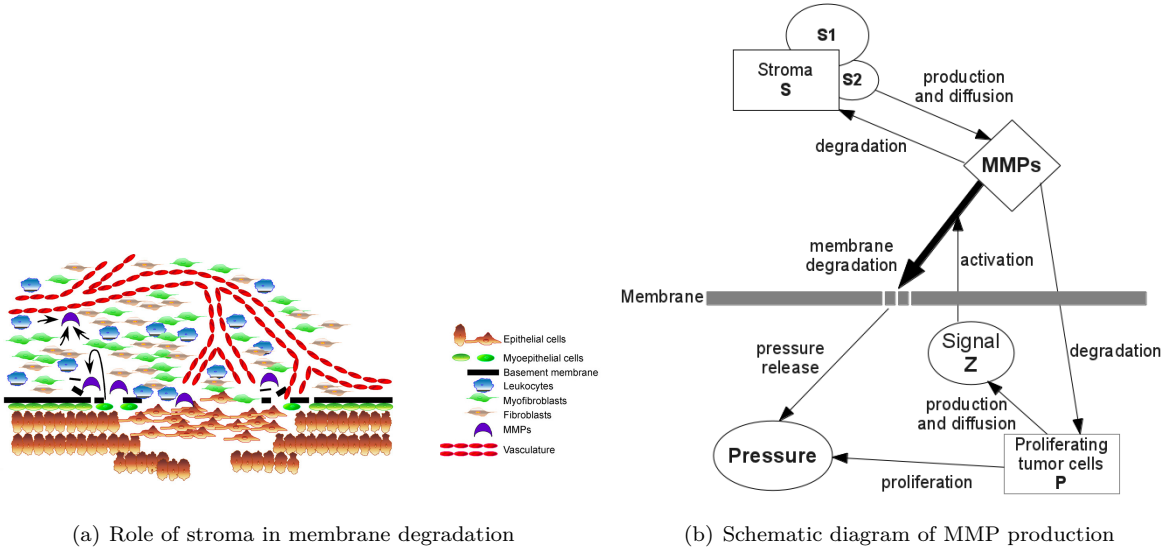 Epithelial cells
Myoepithelial cells
Basement membrane
Leukocytes
Myofibroblasts
Fibroblasts
MMPs
Vasculature
(a) Role of stroma in membrane degradation
S1
Stroma
S
S2
production
and diffusion
degradation
MMPs
membrane
degradation
activation
Membrane
Signal
Z
pressure
release
degradation
production
and diffusion
Pressure
proliferation
Proliferating
tumor cells
P
(b) Schematic diagram of MMP production